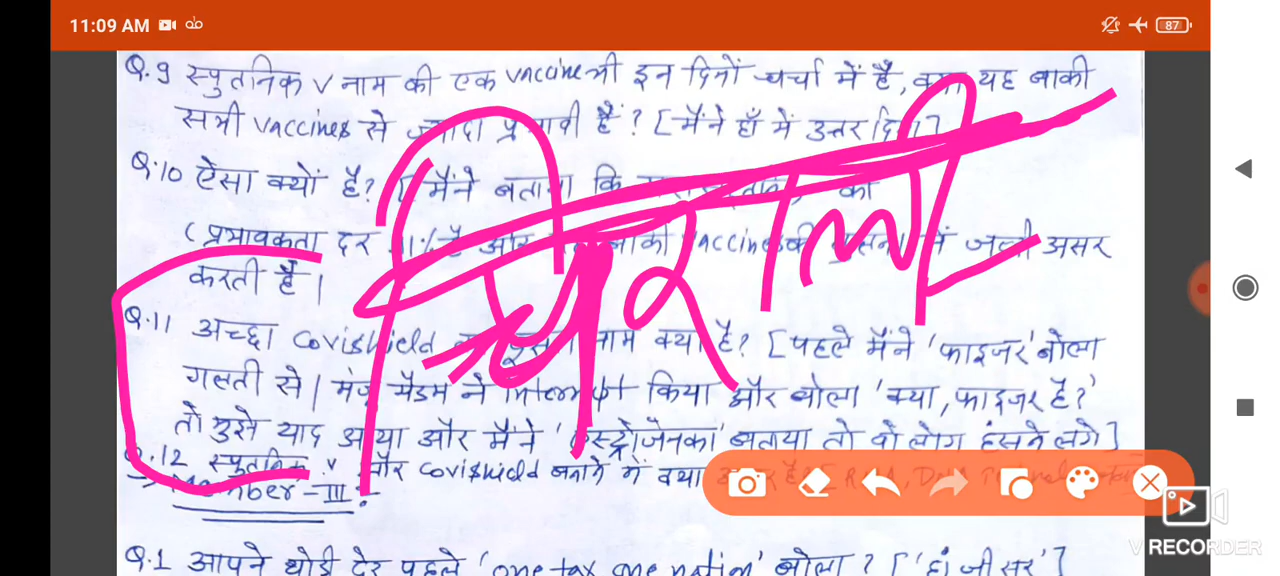 11:09 AM
87
Q.9 स्पुतनिक V नाम की एक vaccine भी इन दिनों चर्चा में है, क्या यह बाकी
सभी vaccines से ज्यादा प्रभावी है? [मैंने हाँ में उत्तर दिया]
Q.10 ऐसा क्यों है? [मैंने बताया कि
(प्रभावकता दर 91% है और vaccines की तुलना में जल्दी असर
करती है।
Q.11 अच्छा covishield का दूसरा नाम क्या है? [पहले मैंने 'फाइजर' बोला
गलती से। मंजू मैडम ने interrupt किया और बोला 'क्या, फाइजर है?'
तो मुझे याद आया और मैंने 'एस्ट्रोजेनका' बताया तो वो लोग हंसने लगे]
Q.12 स्पुतनिक V और covishield बनाने में क्या
→ Member-III:-
Q.1 आपने थोड़ी देर पहले 'one tax one nation' बोला? ['हां जी सर']
V RECORDER